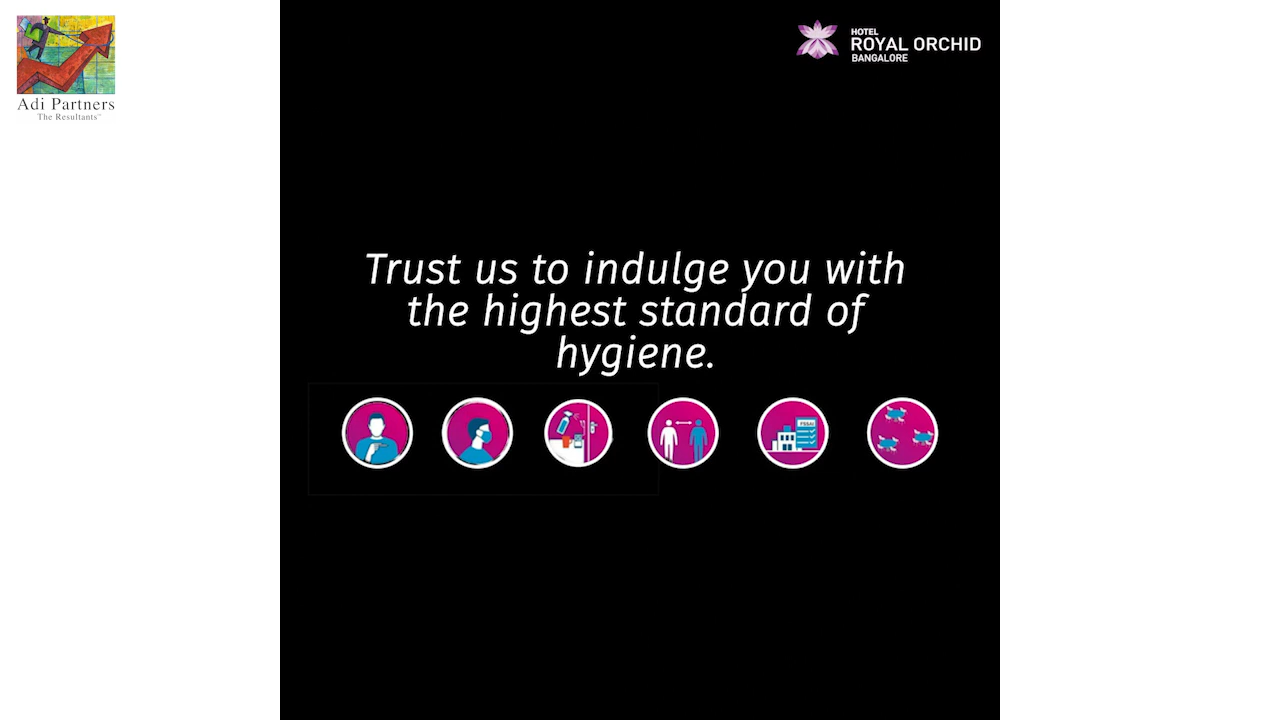 Adi Partners
The Resultants™
HOTEL
ROYAL ORCHID
BANGALORE
Trust us to indulge you with
the highest standard of
hygiene.
FSSAI